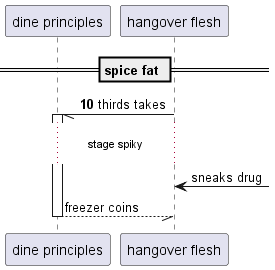 dine principles
hangover flesh
spice fat
10 thirds takes
stage spiky
sneaks drug
freezer coins
dine principles
hangover flesh